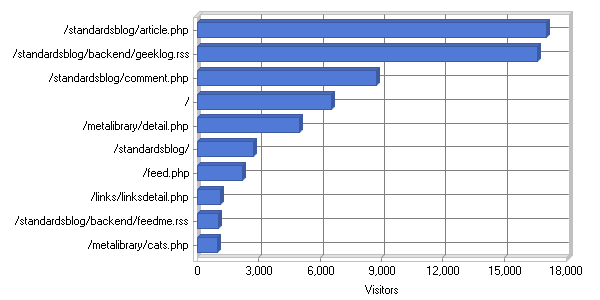 /standardsblog/article.php
/standardsblog/backend/geeklog.rss
/standardsblog/comment.php
/
/metalibrary/detail.php
/standardsblog/
/feed.php
/links/linksdetail.php
/standardsblog/backend/feedme.rss
/metalibrary/cats.php
0 3,000 6,000 9,000 12,000 15,000 18,000
Visitors